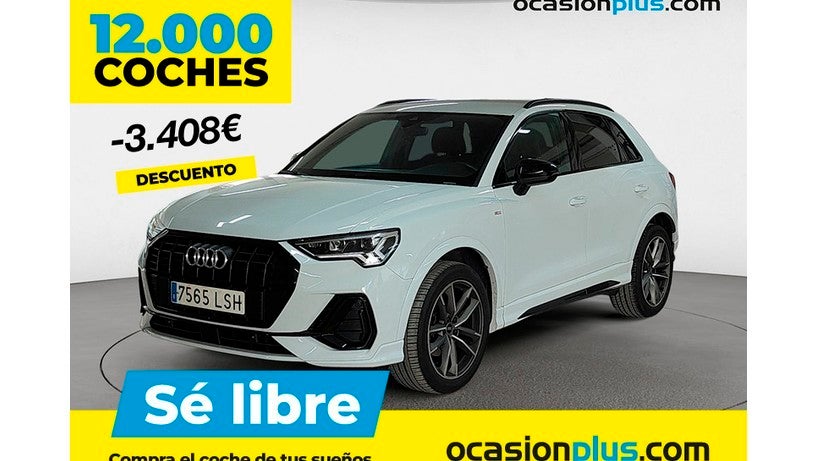 ocasionplus.com
12.000
COCHES
-3.408€
DESCUENTO
7565 LSH
Sé libre
Compra el coche de tus sueños
ocasionplus.com